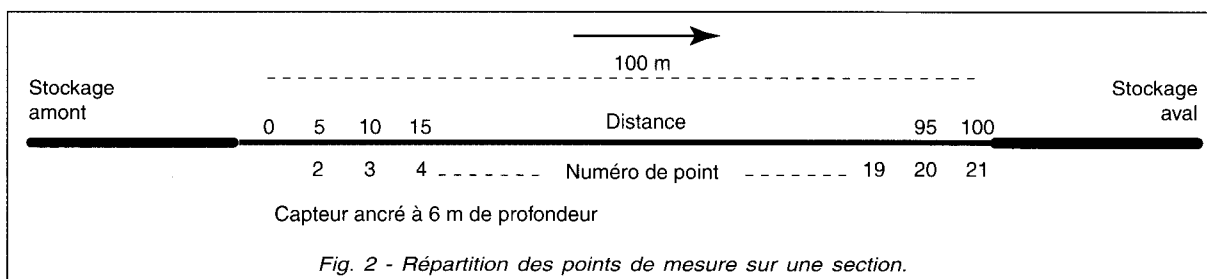 100 m
Stockage amont
Stockage aval
0 5 10 15 Distance 95 100
2 3 4 Numéro de point 19 20 21
Capteur ancré à 6 m de profondeur
Fig. 2 - Répartition des points de mesure sur une section.